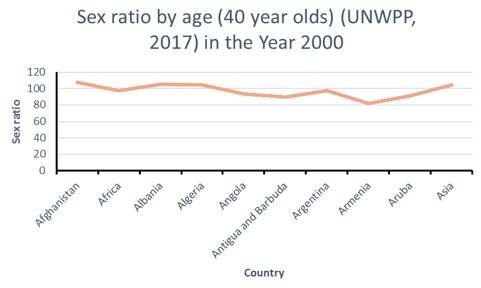 Sex ratio by age (40 year olds) (UNWPP,
2017) in the Year 2000
120
100
80
60
40
20
0
Sex ratio
Afghanistan
Africa
Albania
Algeria
Angola
Antigua and Barbuda
Argentina
Armenia
Aruba
Asia
Country